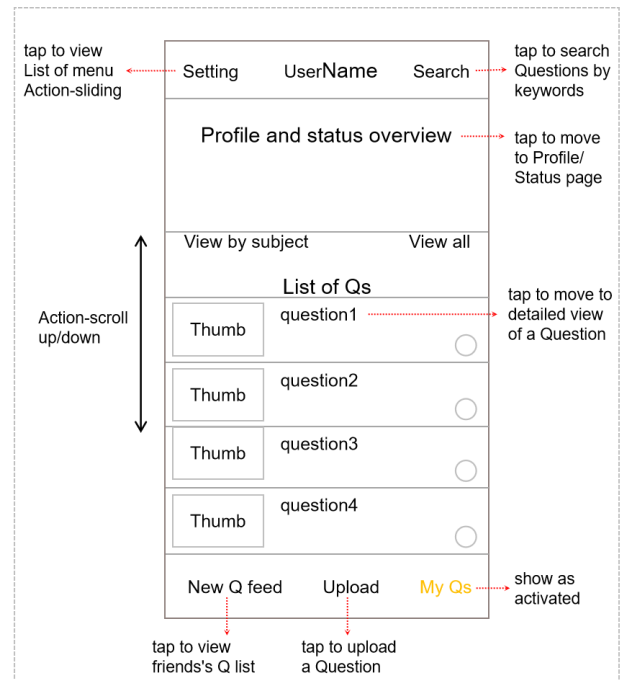 tap to view
List of menu
Action-sliding
Setting
UserName
Search
tap to search
Questions by
keywords
Profile and status overview
tap to move
to Profile/
Status page
View by subject
View all
List of Qs
Action-scroll
up/down
Thumb
question1
tap to move to
detailed view
of a Question
Thumb
question2
Thumb
question3
Thumb
question4
New Q feed
Upload
My Qs
show as
activated
tap to view
friends's Q list
tap to upload
a Question